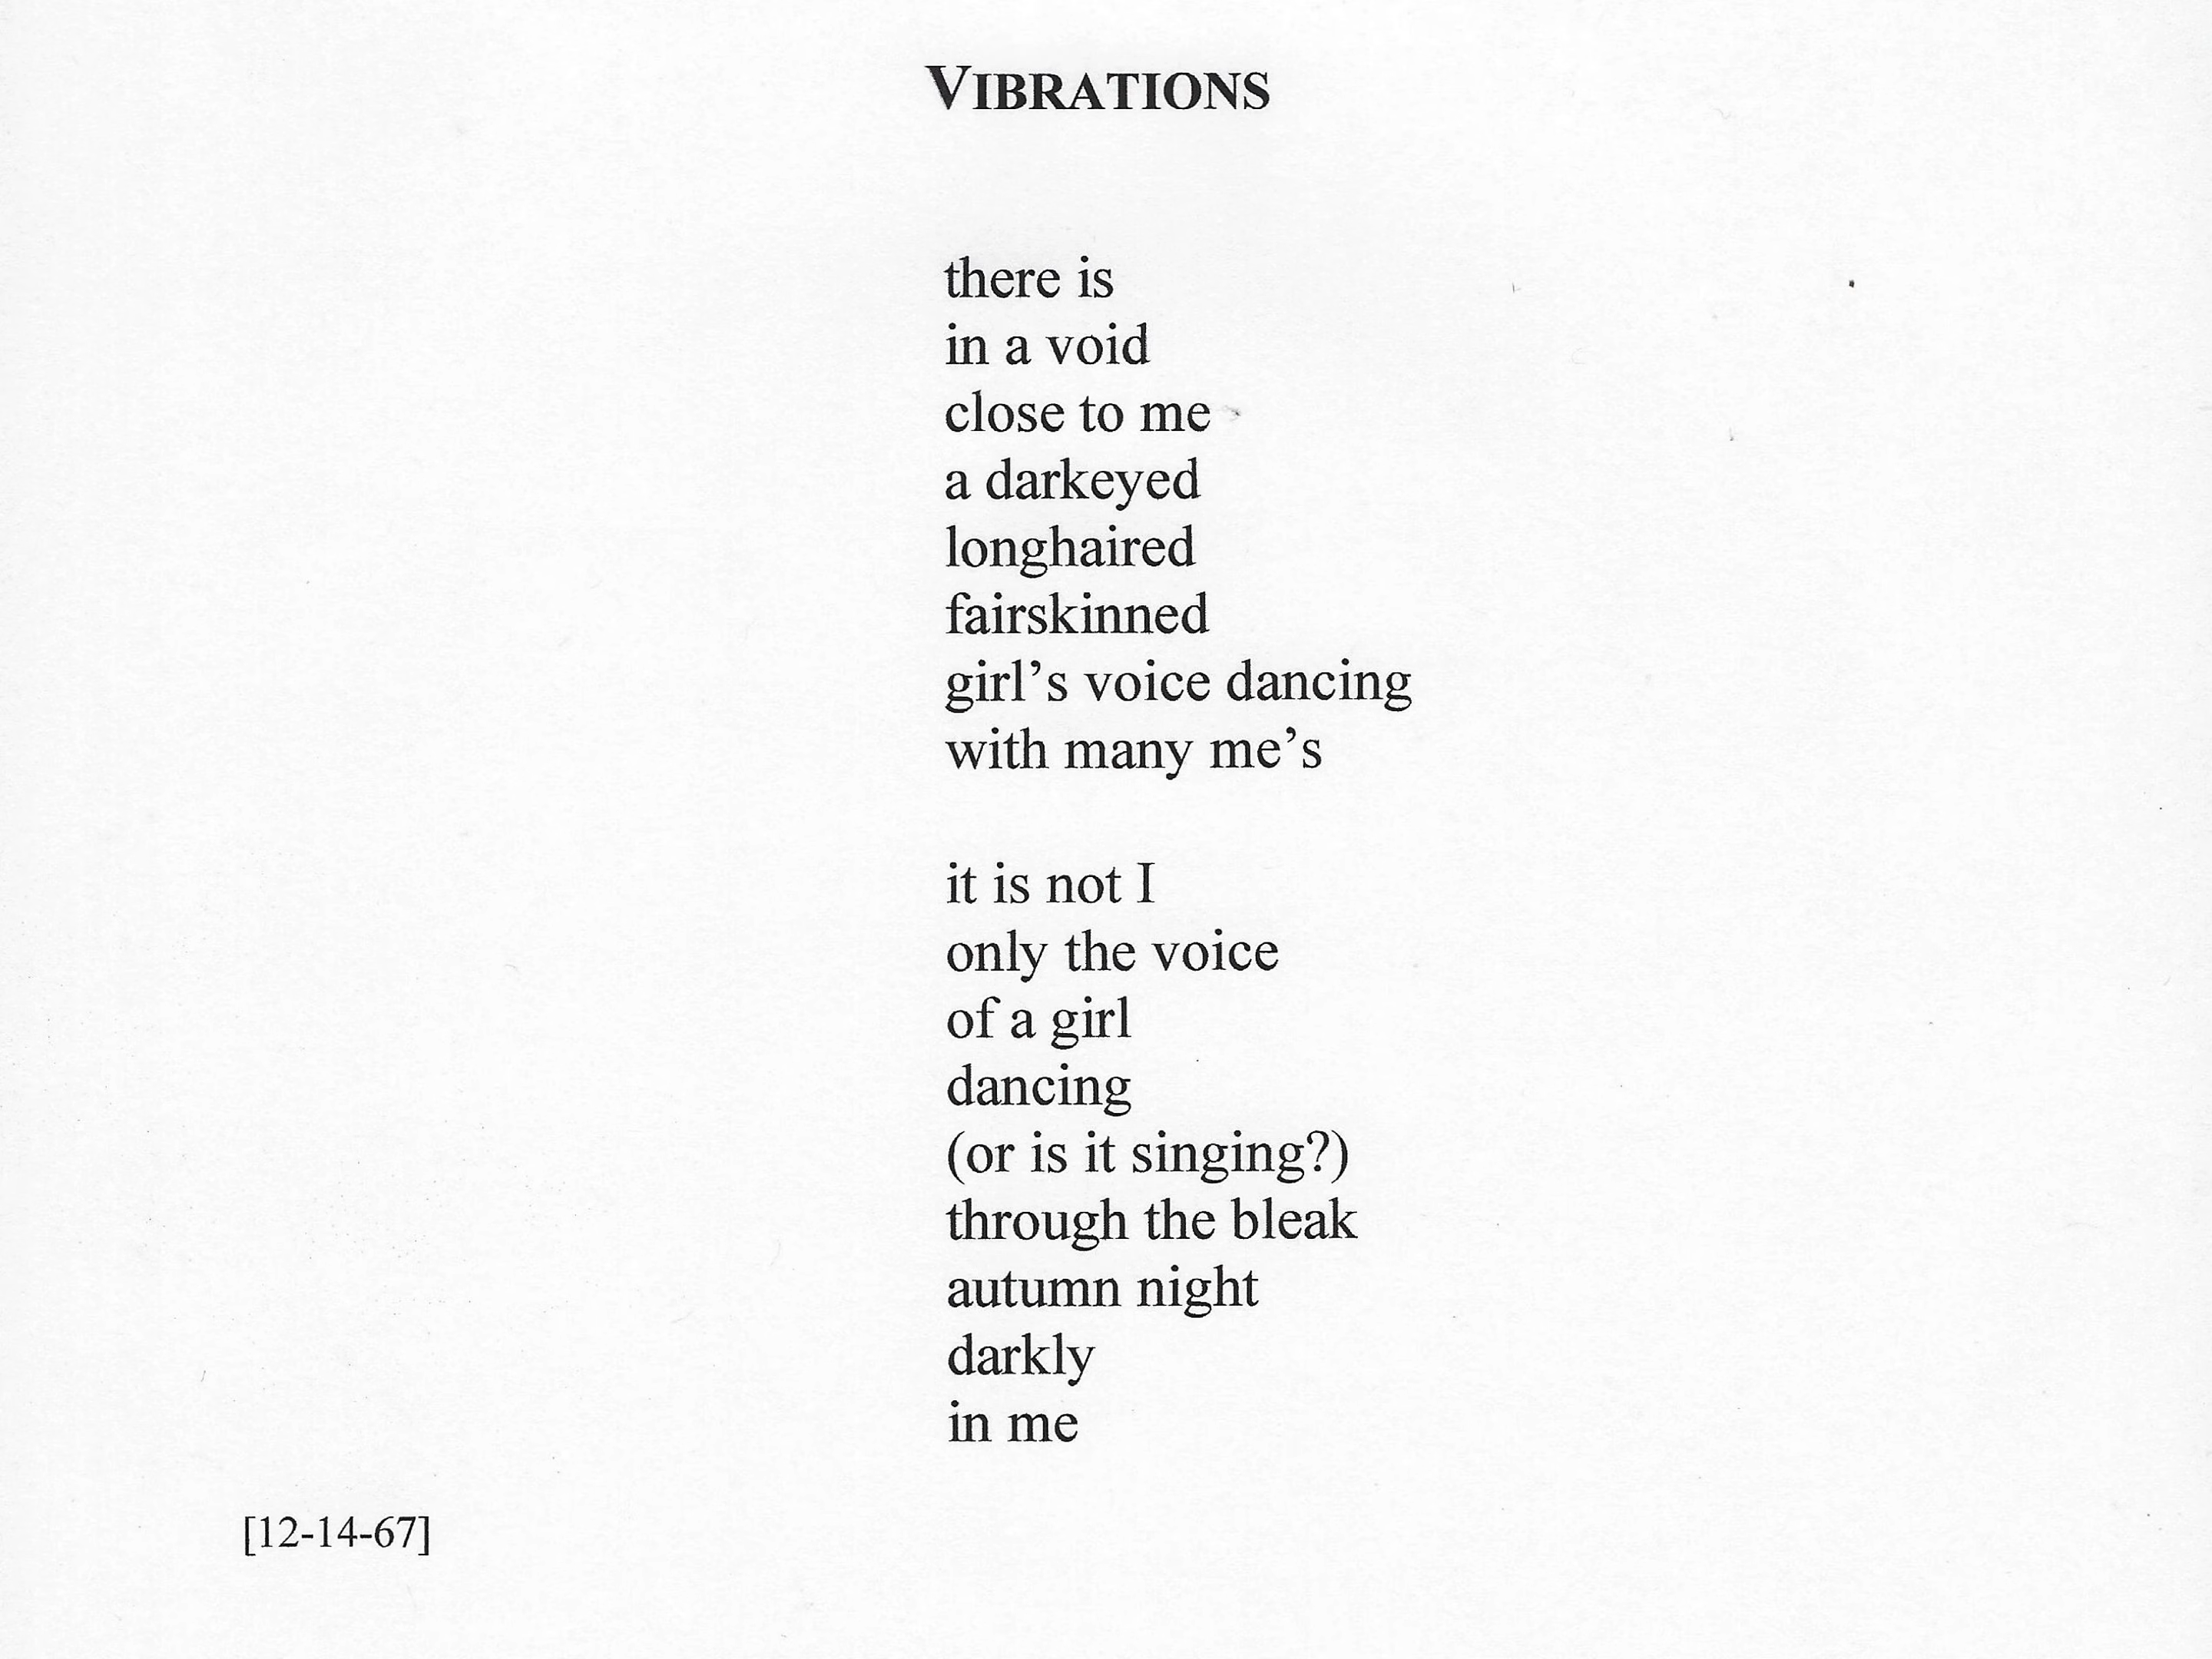 VIBRATIONS
there is
in a void
close to me
a darkeyed
longhaired
fairskinned
girl’s voice dancing
with many me’s
it is not I
only the voice
of a girl
dancing
(or is it singing?)
through the bleak
autumn night
darkly
in me
[12-14-67]